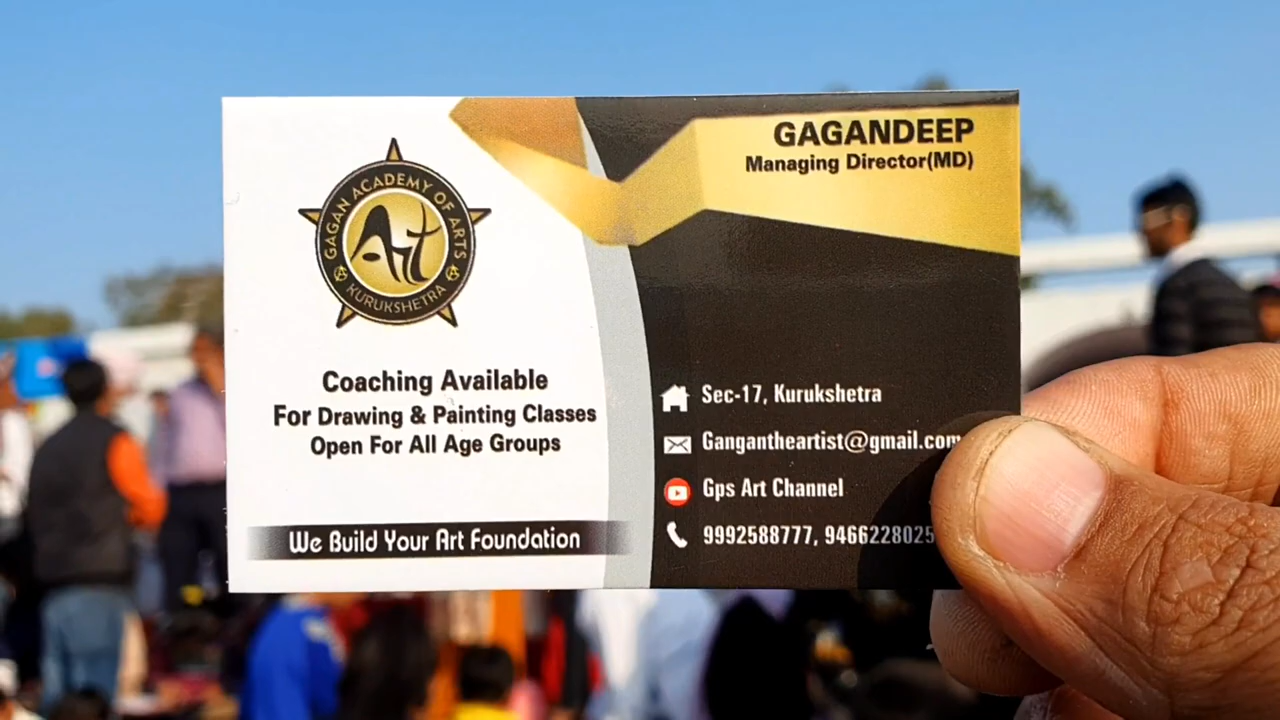 GAGAN ACADEMY OF ARTS
Art
KURUKSHETRA
Coaching Available
For Drawing & Painting Classes
Open For All Age Groups
We Build Your Art Foundation
GAGANDEEP
Managing Director(MD)
Sec-17, Kurukshetra
Gangantheartist@gmail.com
Gps Art Channel
9992588777, 9466228025